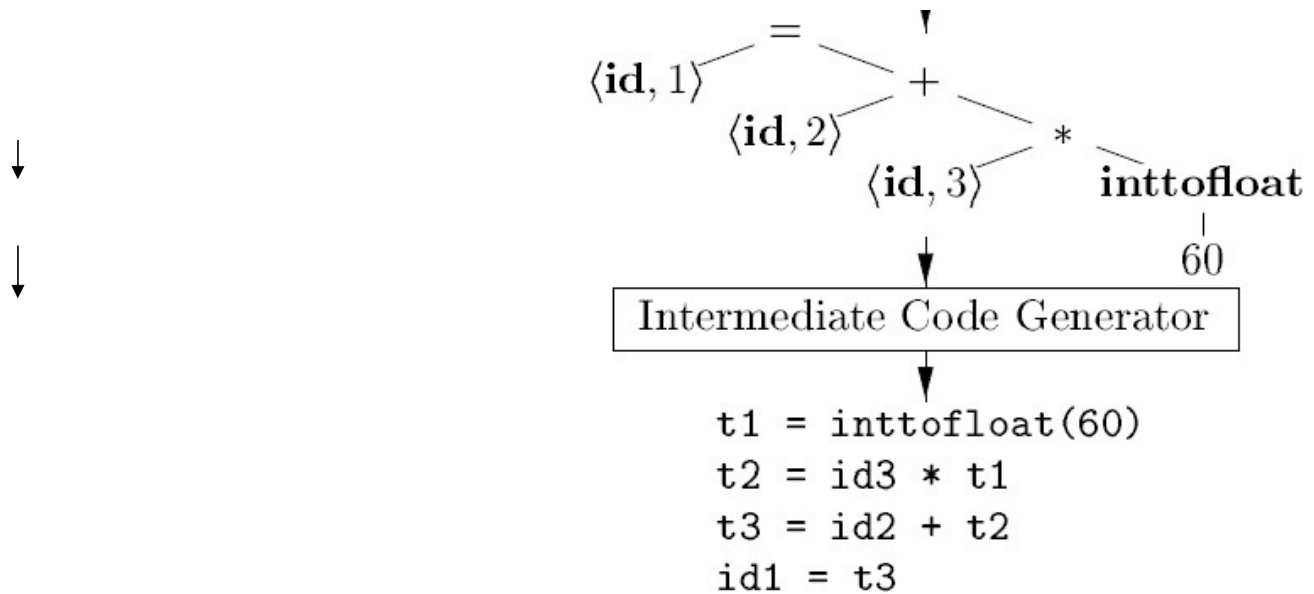 =
⟨id, 1⟩
+
⟨id, 2⟩
*
⟨id, 3⟩ inttofloat
60
Intermediate Code Generator
t1 = inttofloat(60)
t2 = id3 * t1
t3 = id2 + t2
id1 = t3